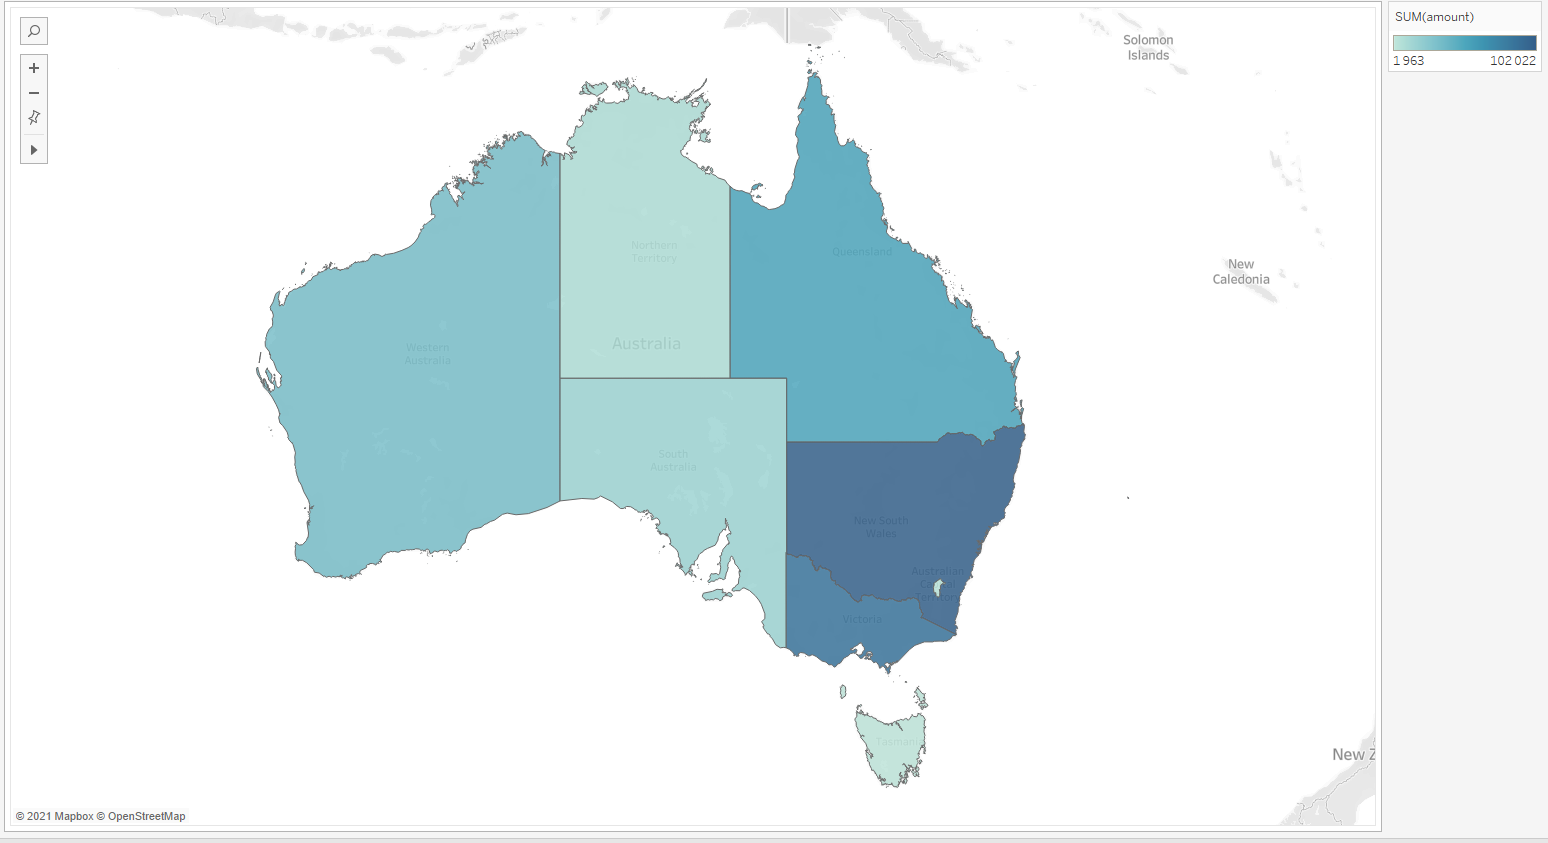 SUM(amount)
1 963
102 022
Solomon
Islands
New
Caledonia
Northern
Territory
Queensland
Australia
Western
Australia
South
Australia
New South
Wales
Australian
Capital
Territory
Victoria
Tasmania
New Z
© 2021 Mapbox © OpenStreetMap